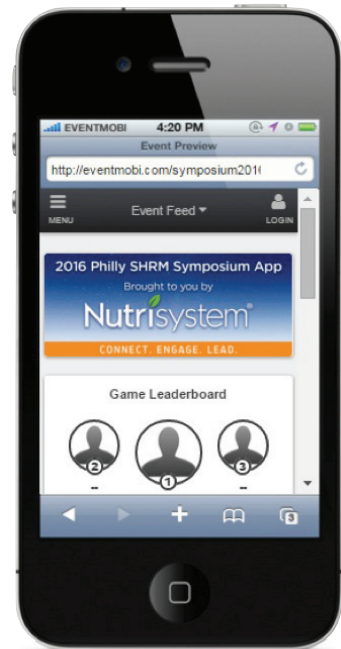 EVENTMOBI 4:20 PM
Event Preview
http://eventmobi.com/symposium2016
MENU Event Feed LOGIN
2016 Philly SHRM Symposium App
Brought to you by
Nutrisystem®
CONNECT. ENGAGE. LEAD.
Game Leaderboard
2 1 3
– –
3